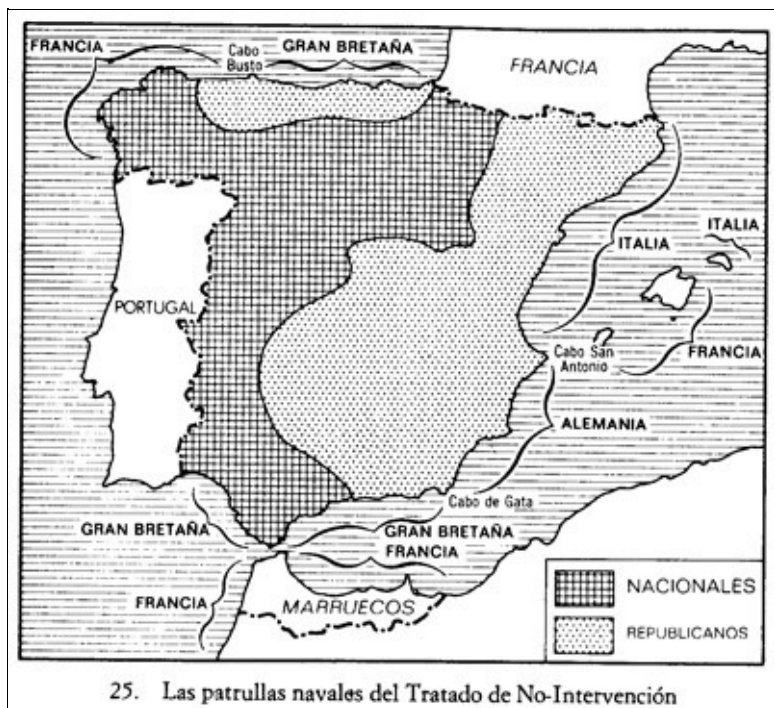 FRANCIA
Cabo
Busto
GRAN BRETAÑA
FRANCIA
ITALIA
ITALIA
PORTUGAL
Cabo San
Antonio
FRANCIA
ALEMANIA
Cabo de Gata
GRAN BRETAÑA
GRAN BRETAÑA
FRANCIA
FRANCIA
MARRUECOS
NACIONALES
REPUBLICANOS
25. Las patrullas navales del Tratado de No-Intervención